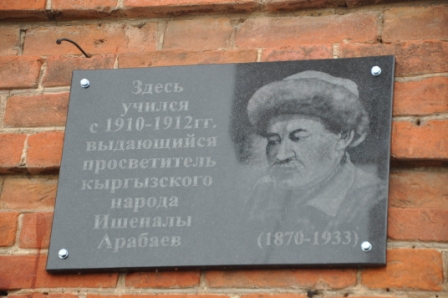 Здесь
учился
с 1910-1912гг.
выдающийся
просветитель
кыргызского
народа
Ишеналы
Арабаев
(1870-1933)